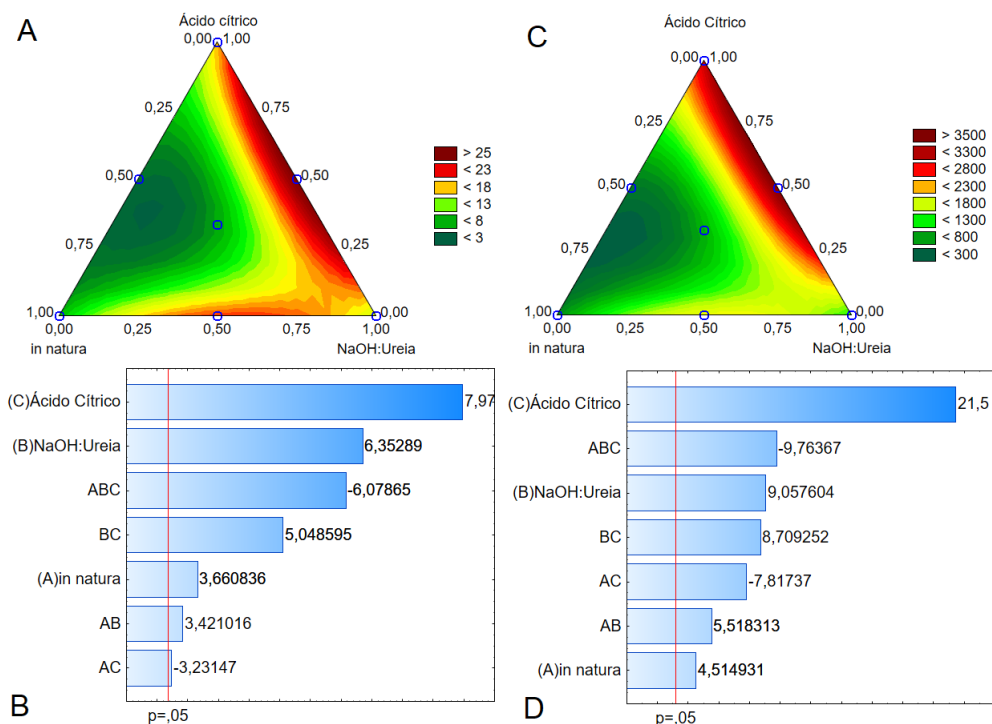 A
Ácido cítrico
0,00 1,00
0,25 0,75
0,50 0,50
0,75 0,25
1,00 0,00
0,00 0,25 0,50 0,75 1,00
in natura NaOH:Ureia
> 25
< 23
< 18
< 13
< 8
< 3
C
Ácido Cítrico
0,00 1,00
0,25 0,75
0,50 0,50
0,75 0,25
1,00 0,00
0,00 0,25 0,50 0,75 1,00
in natura NaOH:Ureia
> 3500
< 3300
< 2800
< 2300
< 1800
< 1300
< 800
< 300
(C)Ácido Cítrico 7,97
(B)NaOH:Ureia 6,35289
ABC -6,07865
BC 5,048595
(A)in natura 3,660836
AB 3,421016
AC -3,23147
B
p=,05
(C)Ácido Cítrico 21,5
ABC -9,76367
(B)NaOH:Ureia 9,057604
BC 8,709252
AC -7,81737
AB 5,518313
(A)in natura 4,514931
D
p=,05